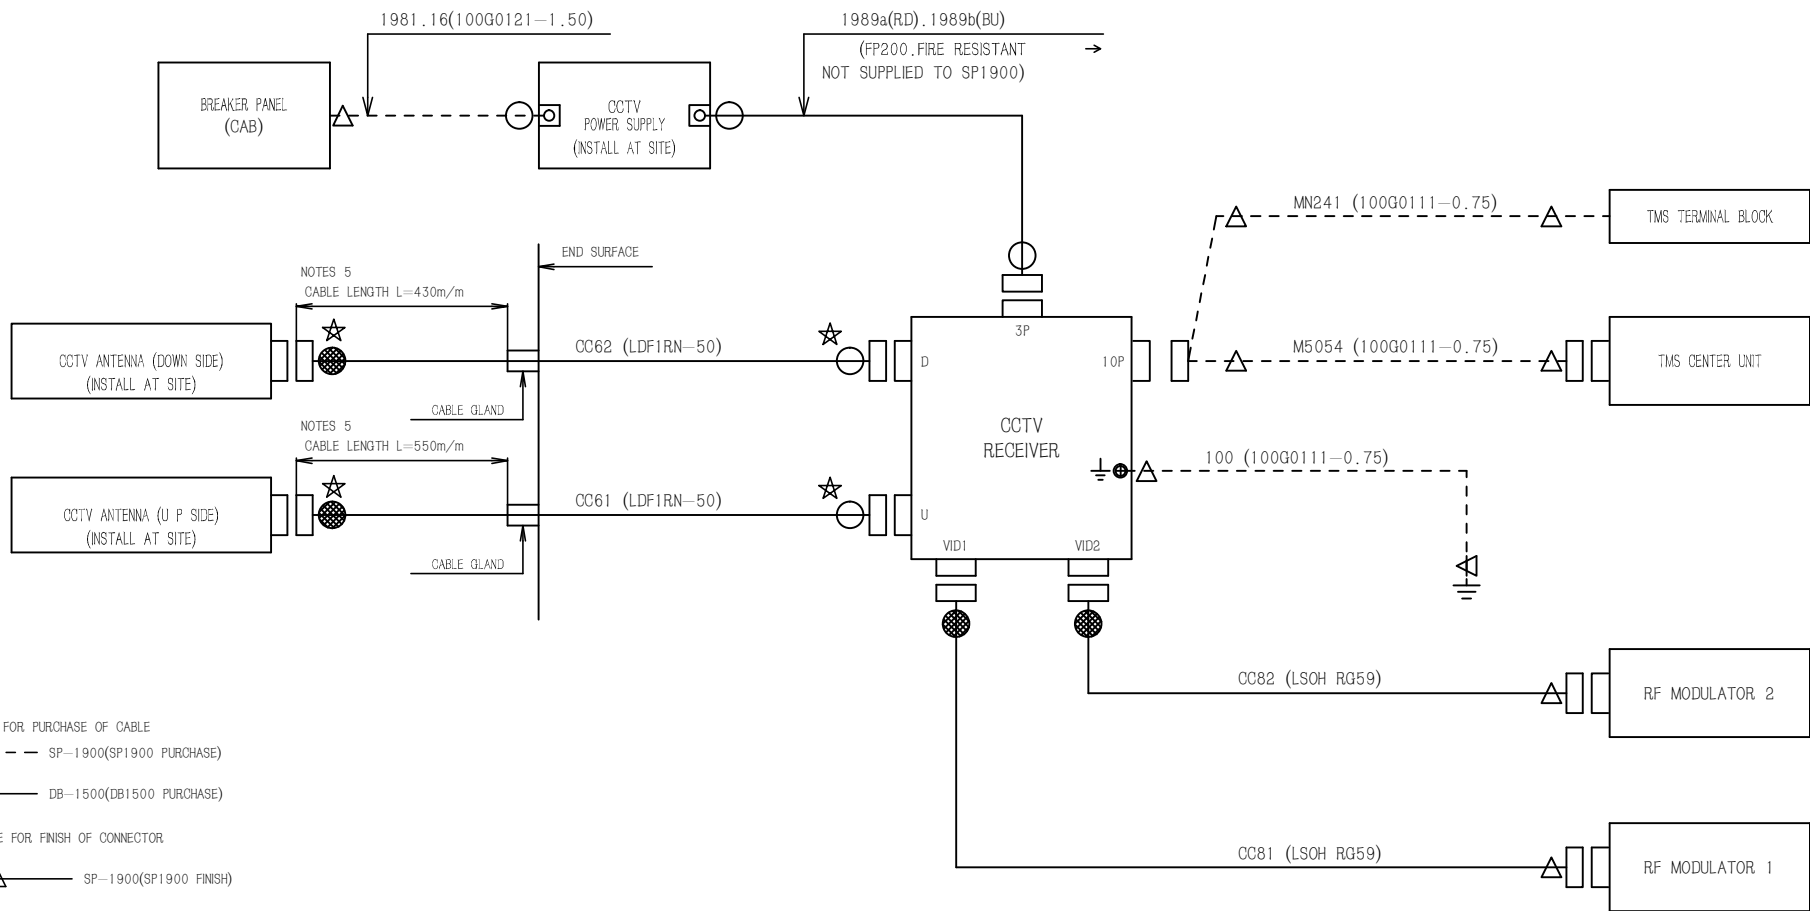 1981.16(100G0121-1.50)
1989a(RD).1989b(BU)
(FP200.FIRE RESISTANT
NOT SUPPLIED TO SP1900)
BREAKER PANEL
(CAB)
CCTV
POWER SUPPLY
(INSTALL AT SITE)
MN241 (100G0111-0.75)
TMS TERMINAL BLOCK
END SURFACE
NOTES 5
CABLE LENGTH L=430m/m
CCTV ANTENNA (DOWN SIDE)
(INSTALL AT SITE)
CC62 (LDF1RN-50)
CABLE GLAND
3P
D
10P
M5054 (100G0111-0.75)
TMS CENTER UNIT
CCTV
RECEIVER
NOTES 5
CABLE LENGTH L=550m/m
CCTV ANTENNA (U P SIDE)
(INSTALL AT SITE)
CC61 (LDF1RN-50)
CABLE GLAND
U
VID1
VID2
100 (100G0111-0.75)
CC82 (LSOH RG59)
RF MODULATOR 2
CC81 (LSOH RG59)
RF MODULATOR 1
FOR PURCHASE OF CABLE
SP-1900(SP1900 PURCHASE)
DB-1500(DB1500 PURCHASE)
FOR FINISH OF CONNECTOR
SP-1900(SP1900 FINISH)